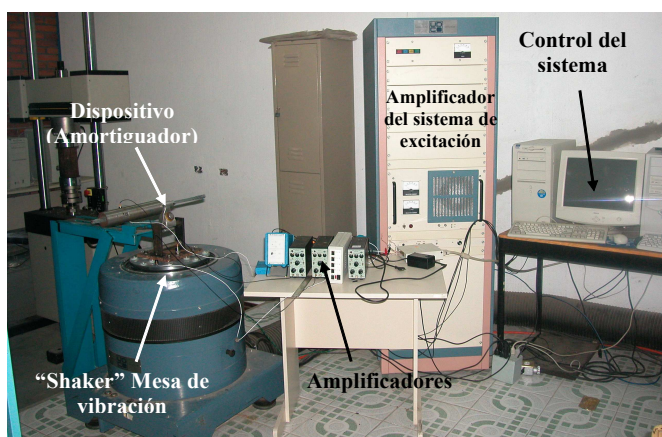 Control del
sistema
Amplificador
del sistema de
excitación
Dispositivo
(Amortiguador)
“Shaker” Mesa de
vibración
Amplificadores